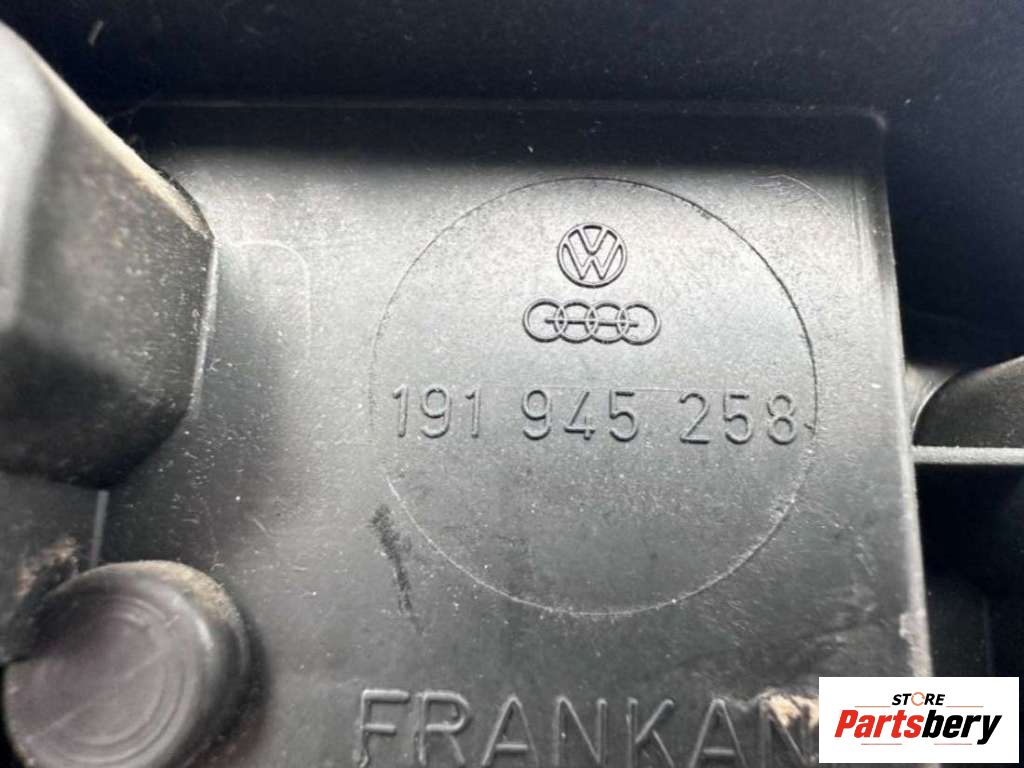 191 945 258
FRANKAN
STORE
Partsbery